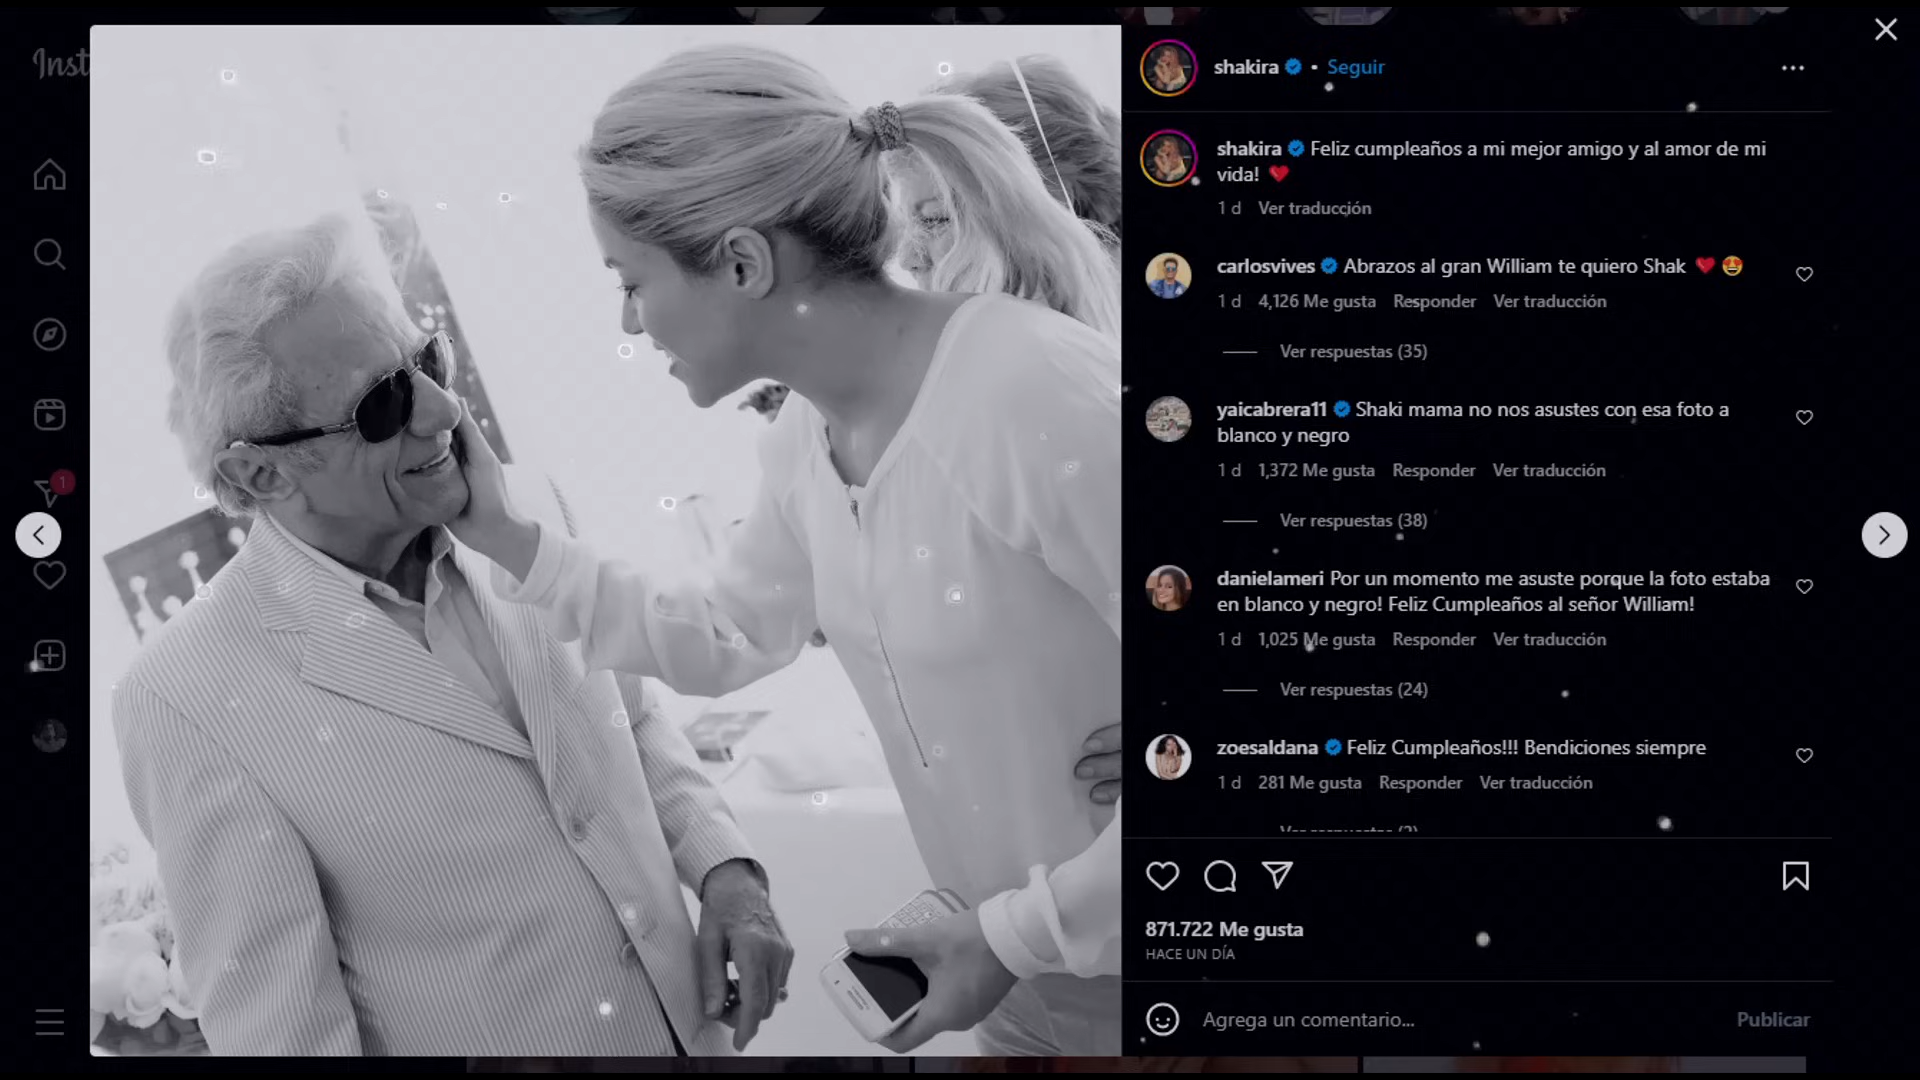 Inst
shakira • Seguir
shakira Feliz cumpleaños a mi mejor amigo y al amor de mi
vida! ❤️
1 d Ver traducción
carlosvives Abrazos al gran William te quiero Shak ❤️ 😍
1 d 4,126 Me gusta Responder Ver traducción
Ver respuestas (35)
yaicabrera11 Shaki mama no nos asustes con esa foto a
blanco y negro
1 d 1,372 Me gusta Responder Ver traducción
Ver respuestas (38)
danielameri Por un momento me asuste porque la foto estaba
en blanco y negro! Feliz Cumpleaños al señor William!
1 d 1,025 Me gusta Responder Ver traducción
Ver respuestas (24)
zoesaldana Feliz Cumpleaños!!! Bendiciones siempre
1 d 281 Me gusta Responder Ver traducción
Ver respuestas (2)
1
871.722 Me gusta
HACE UN DÍA
Agrega un comentario...
Publicar